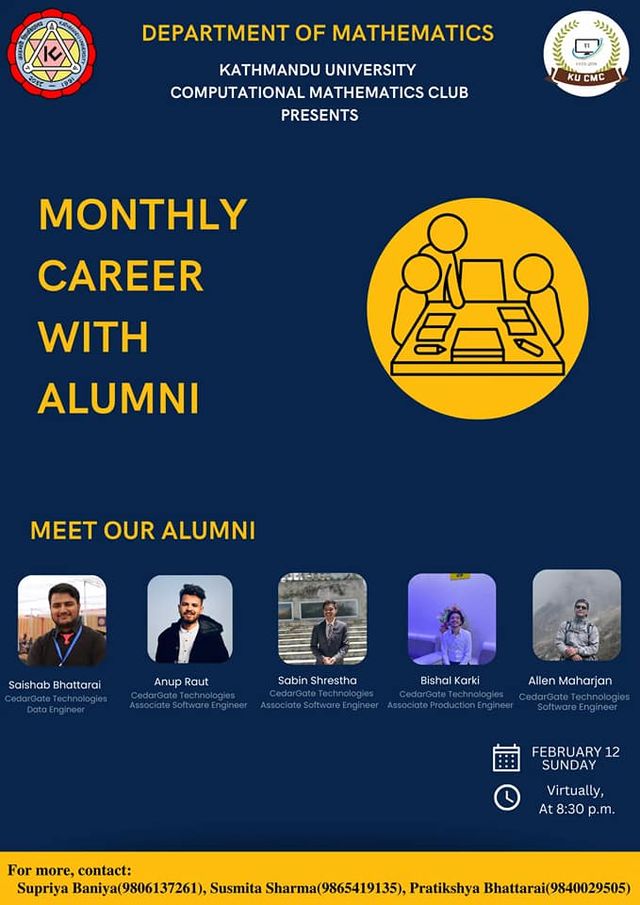 DEPARTMENT OF MATHEMATICS
KATHMANDU UNIVERSITY
COMPUTATIONAL MATHEMATICS CLUB
PRESENTS
KU CMC
MONTHLY
CAREER
WITH
ALUMNI
MEET OUR ALUMNI
Saishab Bhattarai
CedarGate Technologies
Data Engineer
Anup Raut
CedarGate Technologies
Associate Software Engineer
Sabin Shrestha
CedarGate Technologies
Associate Software Engineer
Bishal Karki
CedarGate Technologies
Associate Production Engineer
Allen Maharjan
CedarGate Technologies
Software Engineer
FEBRUARY 12
SUNDAY
Virtually,
At 8:30 p.m.
For more, contact:
Supriya Baniya(9806137261), Susmita Sharma(9865419135), Pratikshya Bhattarai(9840029505)